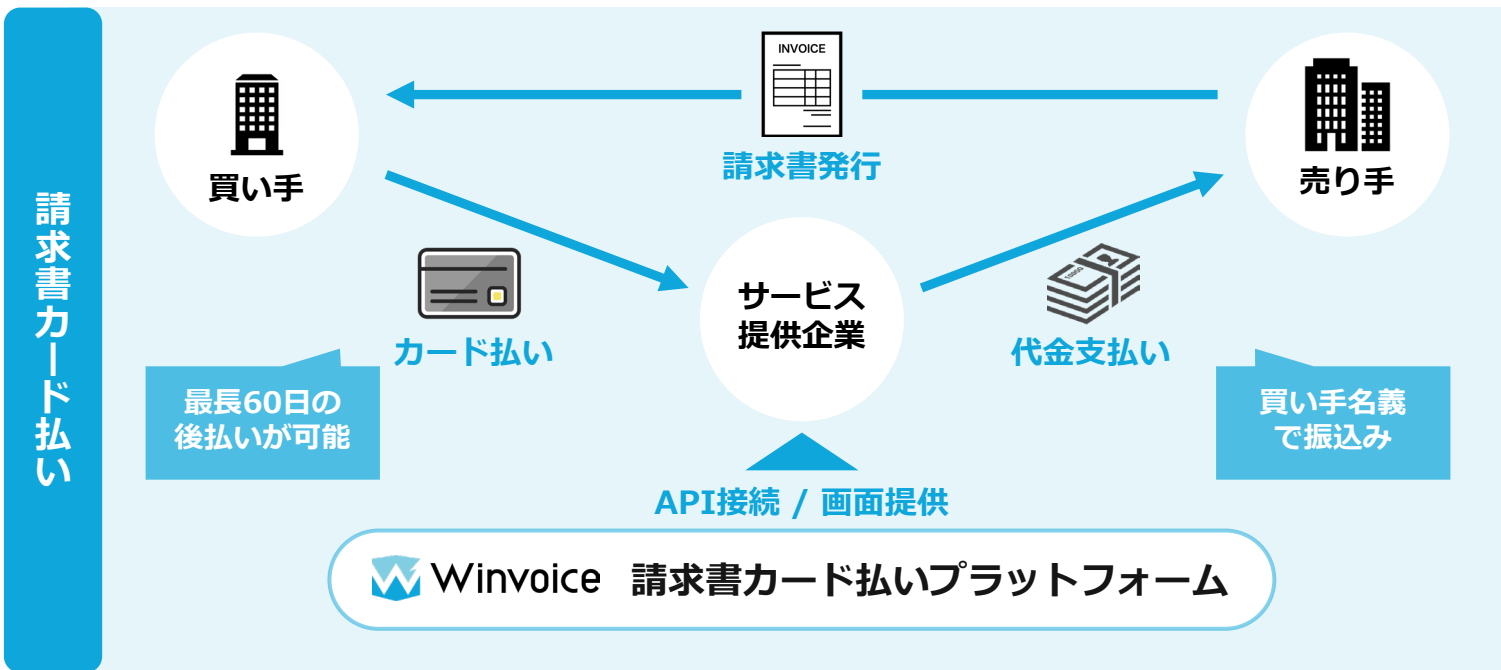 請求書カード払い
INVOICE
請求書発行
買い手
売り手
サービス
提供企業
カード払い
代金支払い
最長60日の
後払いが可能
買い手名義
で振込み
API接続 / 画面提供
Winvoice 請求書カード払いプラットフォーム